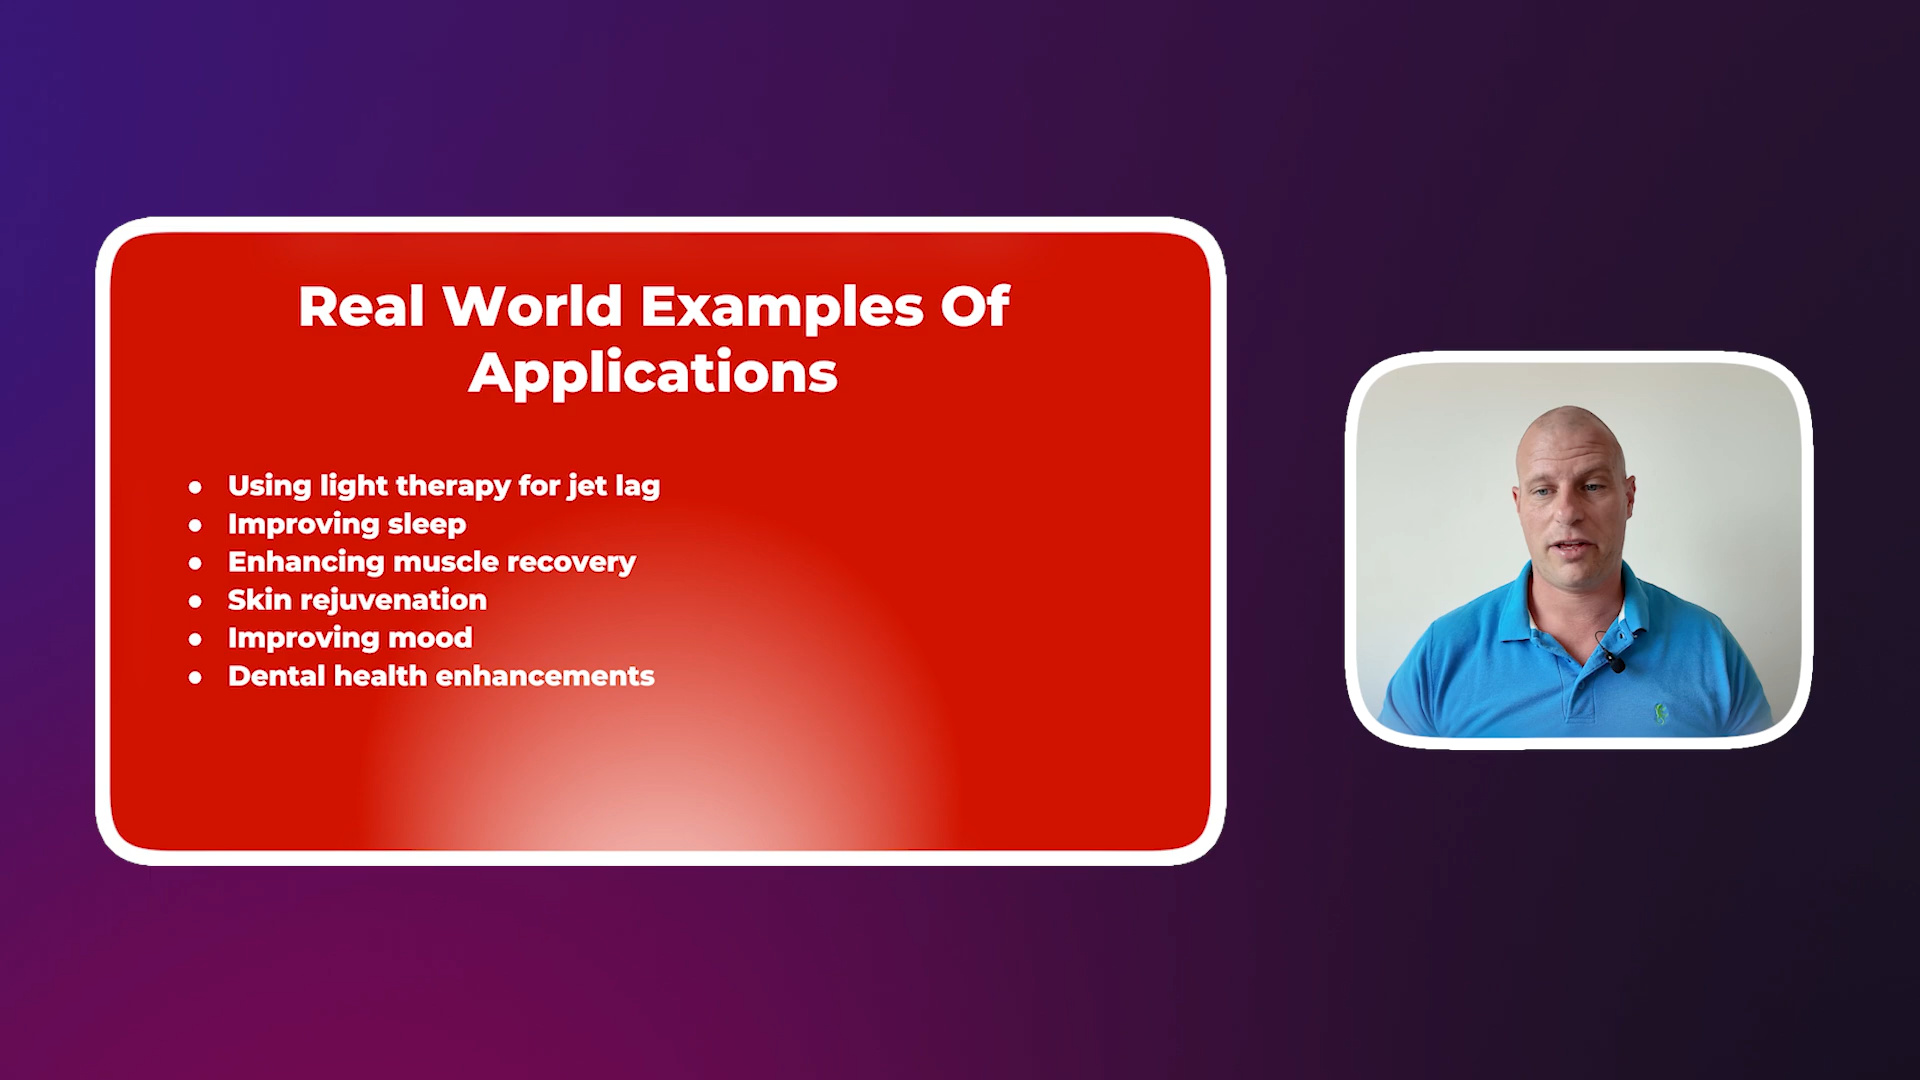 Real World Examples Of
Applications
● Using light therapy for jet lag
● Improving sleep
● Enhancing muscle recovery
● Skin rejuvenation
● Improving mood
● Dental health enhancements